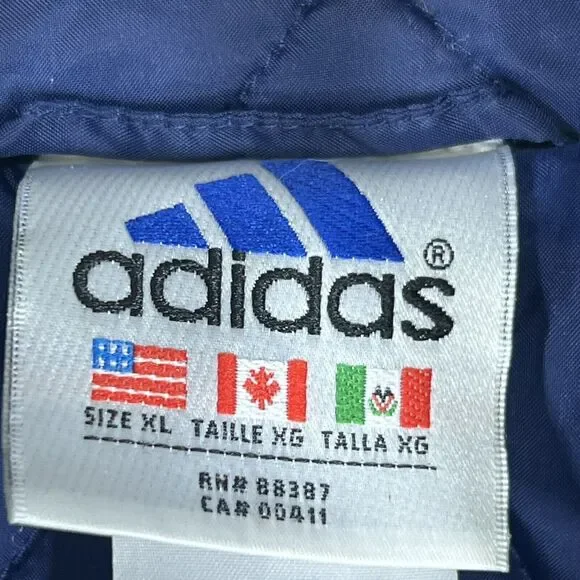 adidas®
SIZE XL TAILLE XG TALLA XG
RN# 88387
CA# 00411